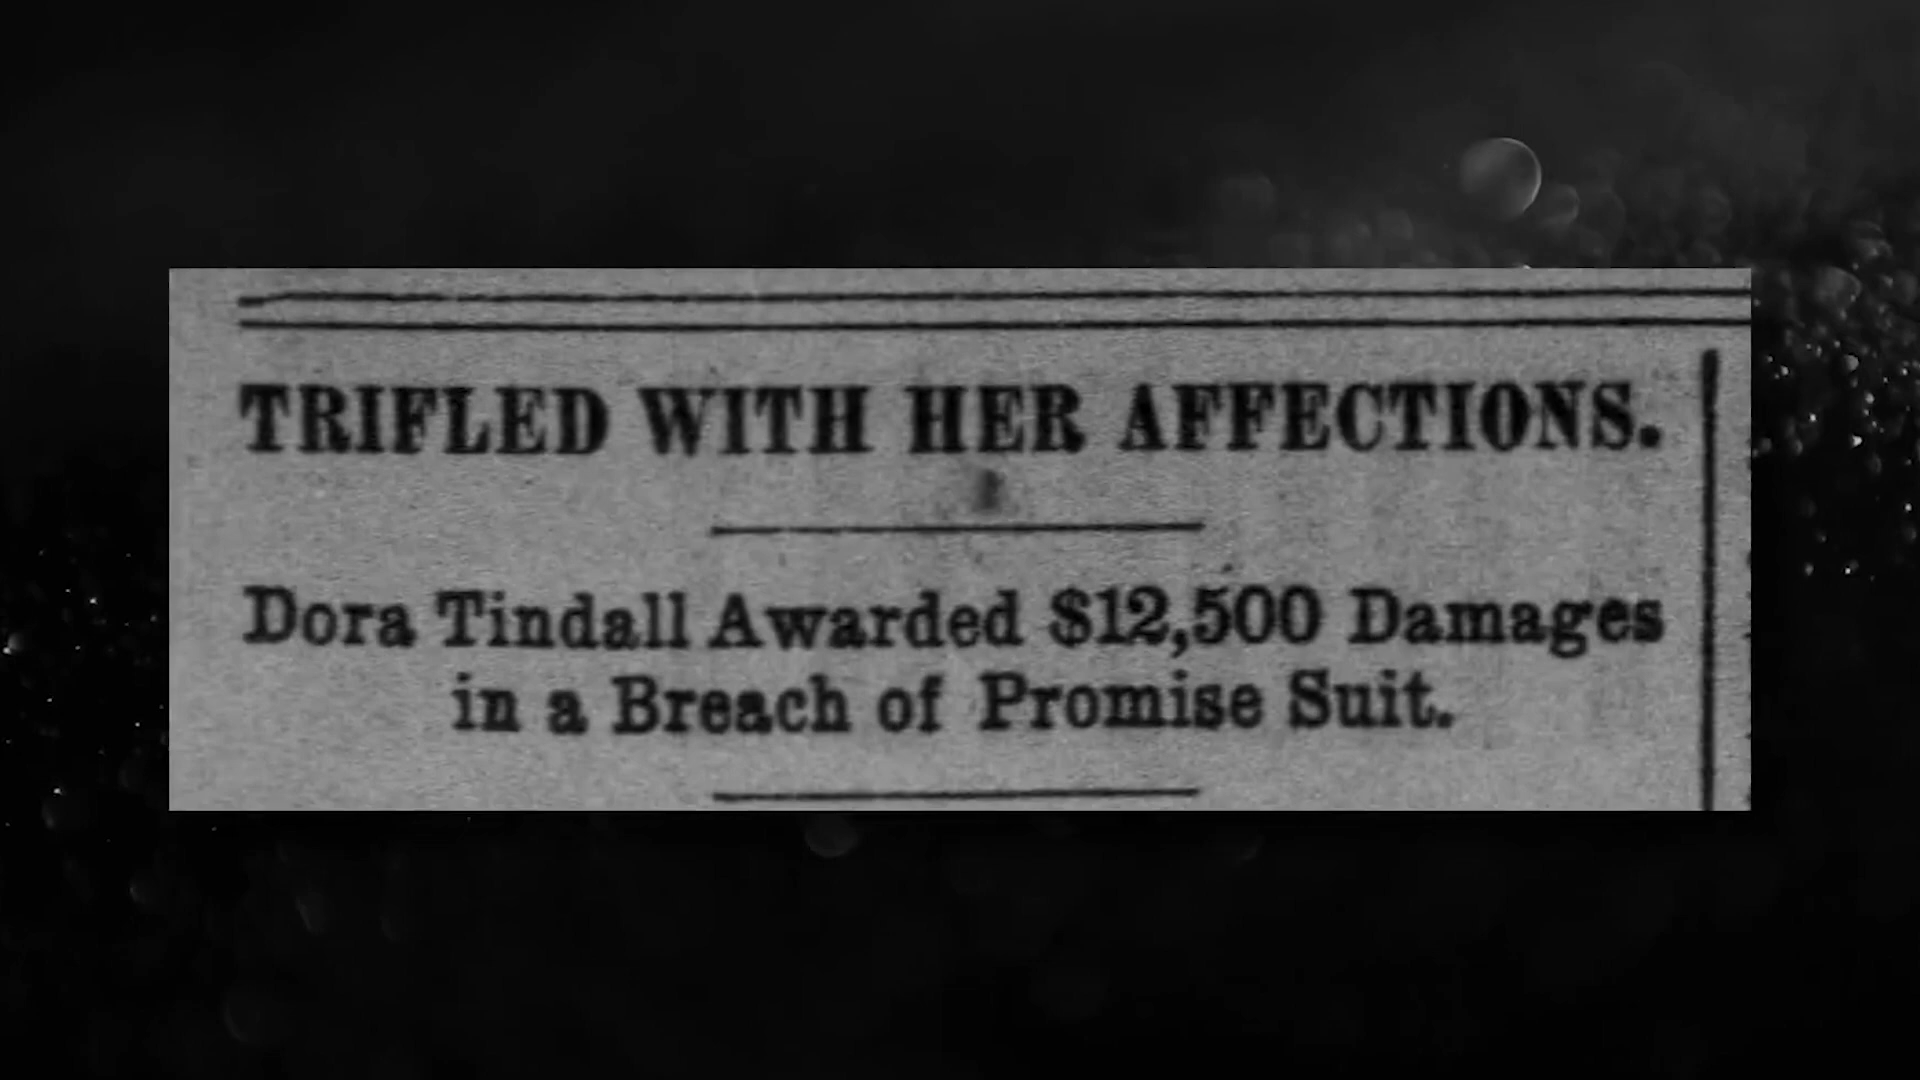 TRIFLED WITH HER AFFECTIONS.
Dora Tindall Awarded $12,500 Damages
in a Breach of Promise Suit.